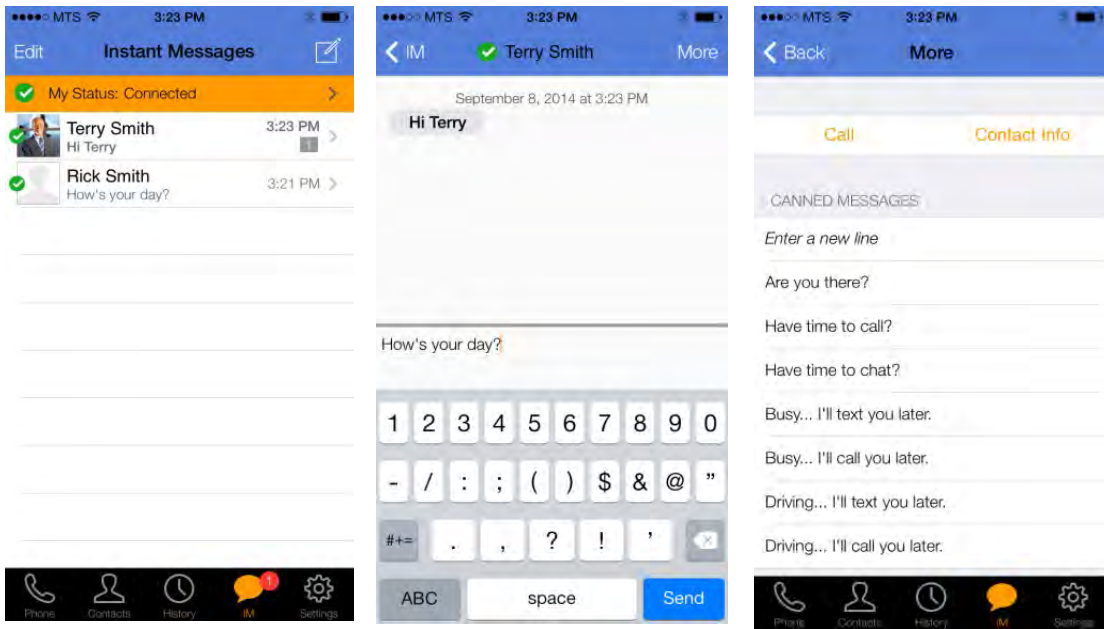 MTS 3:23 PM
Edit Instant Messages
My Status: Connected
Terry Smith 3:23 PM
Hi Terry 1
Rick Smith
How's your day? 3:21 PM
1
Phone Contacts History IM Settings
MTS 3:23 PM
IM Terry Smith More
September 8, 2014 at 3:23 PM
Hi Terry
How's your day?
1 2 3 4 5 6 7 8 9 0
- / : ; ( ) $ & @ "
#+= . , ? ! '
ABC space Send
MTS 3:23 PM
Back More
Call Contact Info
CANNED MESSAGES
Enter a new line
Are you there?
Have time to call?
Have time to chat?
Busy... I'll text you later.
Busy... I'll call you later.
Driving... I'll text you later.
Driving... I'll call you later.
Phone Contacts History IM Settings